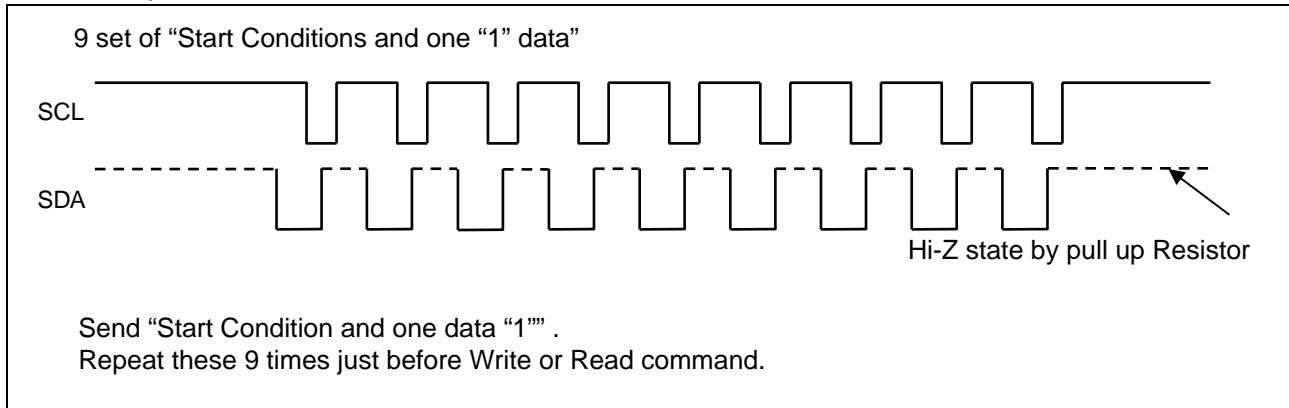 9 set of “Start Conditions and one “1” data”
SCL
SDA
Hi-Z state by pull up Resistor
Send “Start Condition and one data “1”” .
Repeat these 9 times just before Write or Read command.